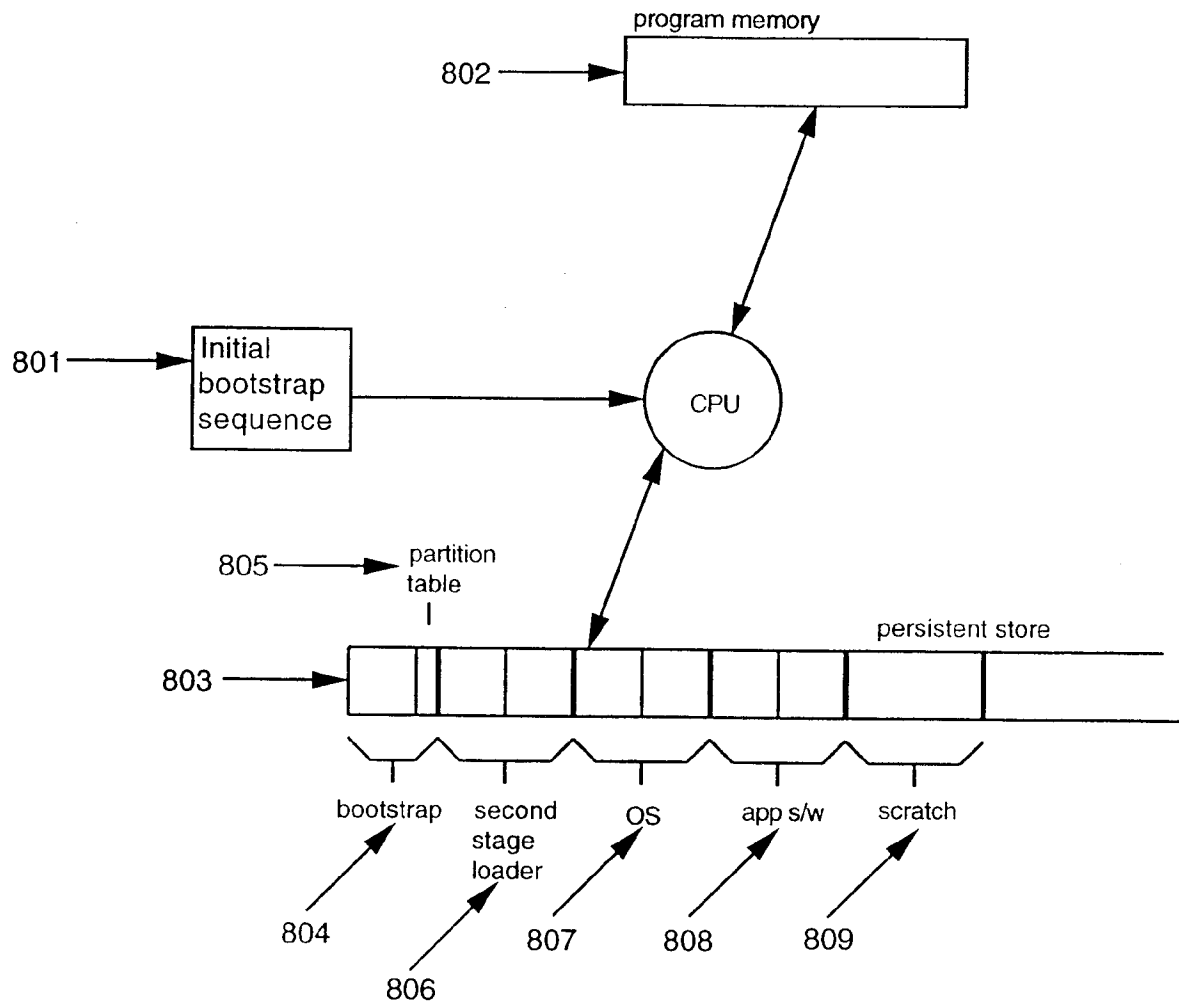 program memory
802
801
Initial
bootstrap
sequence
CPU
805
partition
table
persistent store
803
bootstrap
second
stage
loader
OS
app s/w
scratch
804
806
807
808
809